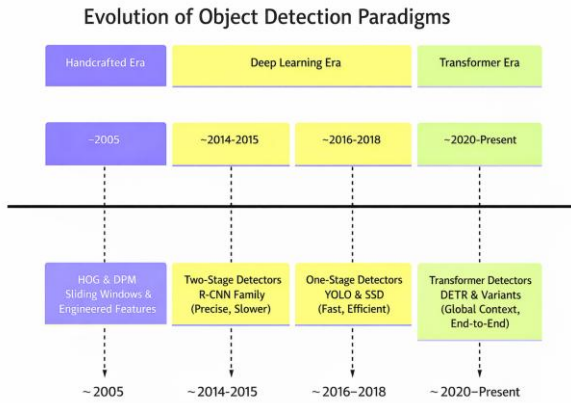 Evolution of Object Detection Paradigms
Handcrafted Era
Deep Learning Era
Transformer Era
~2005
~2014-2015
~2016-2018
~2020-Present
HOG & DPM
Sliding Windows &
Engineered Features
Two-Stage Detectors
R-CNN Family
(Precise, Slower)
One-Stage Detectors
YOLO & SSD
(Fast, Efficient)
Transformer Detectors
DETR & Variants
(Global Context,
End-to-End)
~2005
~2014-2015
~2016–2018
~2020–Present